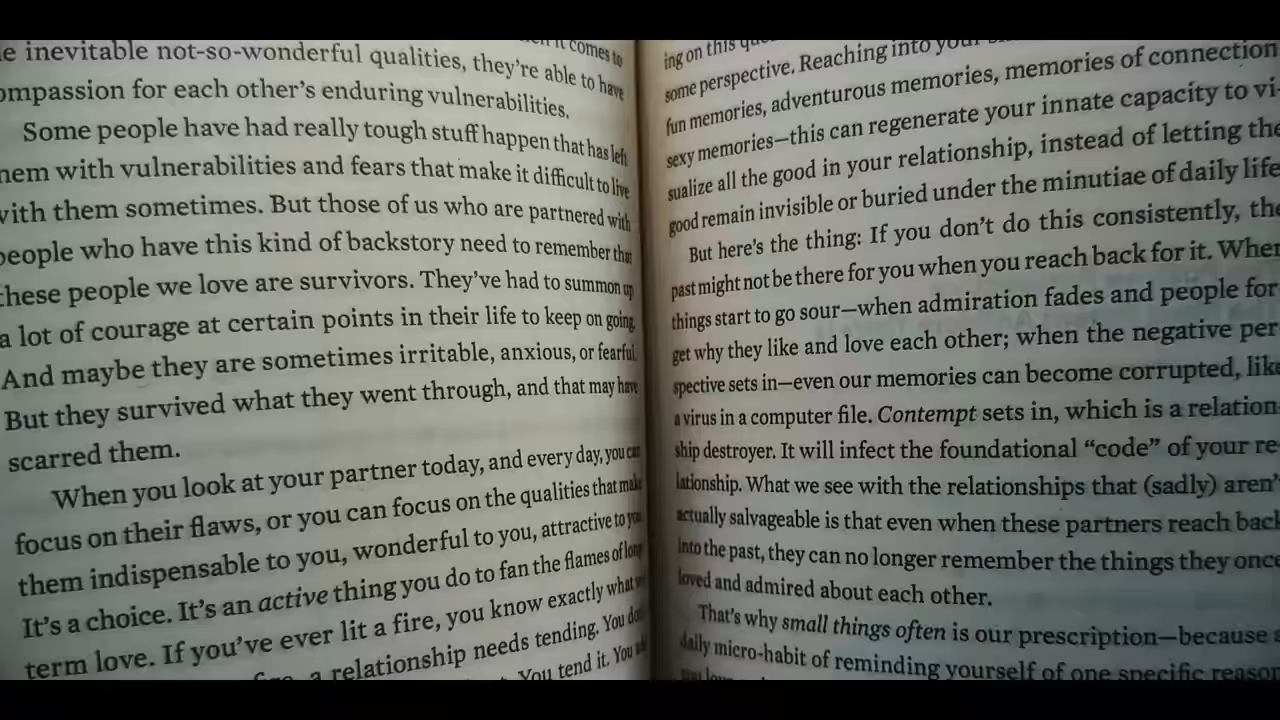 inevitable not-so-wonderful qualities, they're able to have
for each other's enduring vulnerabilities.
Some people have had really tough stuff happen that has left
with vulnerabilities and fears that make it difficult to live
with them sometimes. But those of us who are partnered with
people who have this kind of backstory need to remember that
these people we love are survivors. They've had to summon up
a lot of courage at certain points in their life to keep on going.
And maybe they are sometimes irritable, anxious, or fearful.
But they survived what they went through, and that may have
scarred them.
When you look at your partner today, and every day, you can
focus on their flaws, or you can focus on the qualities that make
them indispensable to you, wonderful to you, attractive to you.
It's a choice. It's an active thing you do to fan the flames of long
term love. If you've ever lit a fire, you know exactly what
a relationship needs tending. You
You tend it. You
ing on this
some perspective. Reaching into your
fun memories, adventurous memories, memories of connection
sexy memories—this can regenerate your innate capacity to vi-
sualize all the good in your relationship, instead of letting the
good remain invisible or buried under the minutiae of daily life
But here's the thing: If you don't do this consistently, the
past might not be there for you when you reach back for it. When
things start to go sour—when admiration fades and people for
get why they like and love each other; when the negative per
spective sets in—even our memories can become corrupted, like
a virus in a computer file. Contempt sets in, which is a relation
ship destroyer. It will infect the foundational "code" of your re
lationship. What we see with the relationships that (sadly) aren't
actually salvageable is that even when these partners reach back
into the past, they can no longer remember the things they once
loved and admired about each other.
That's why small things often is our prescription—because a
daily micro-habit of reminding yourself of one specific reason